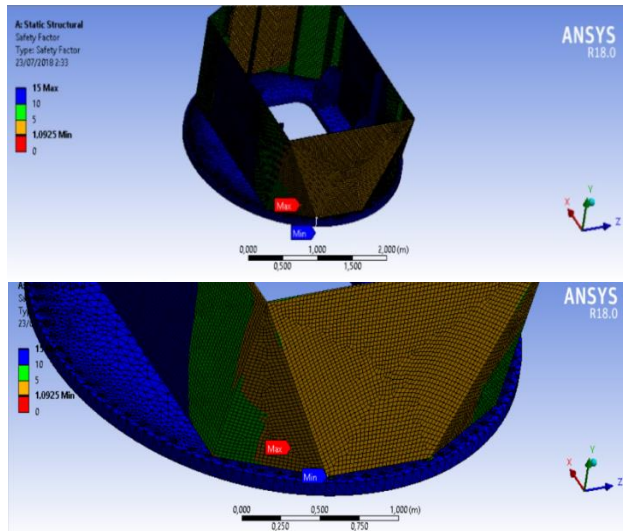 A: Static Structural
Safety Factor
Type: Safety Factor
23/07/2018 2:33
15 Max
10
5
1,0925 Min
0
ANSYS
R18.0
Max
Min
0,000
1,000
2,000 (m)
0,500
1,500
X
Y
Z
ANSYS
R18.0
10
5
1,0925 Min
0
Max
Min
0,000
0,500
1,000 (m)
0,250
0,750
X
Y
Z